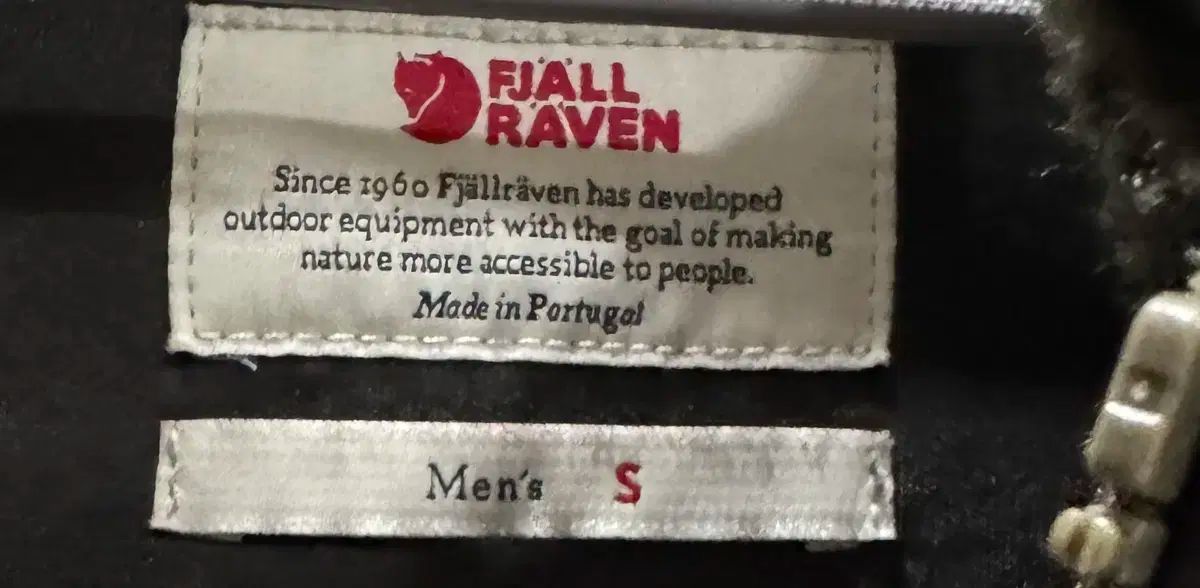 FJÄLL
RÄVEN
Since 1960 Fjällräven has developed
outdoor equipment with the goal of making
nature more accessible to people.
Made in Portugal
Men's S